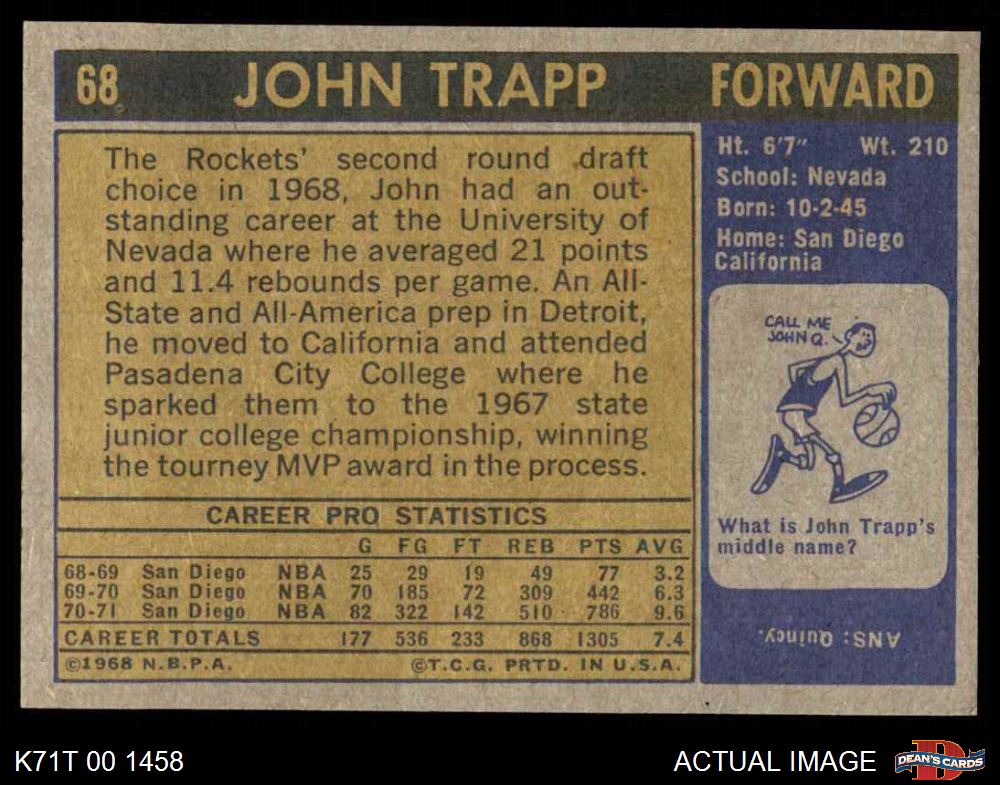 68 JOHN TRAPP FORWARD
The Rockets' second round draft
choice in 1968, John had an out-
standing career at the University of
Nevada where he averaged 21 points
and 11.4 rebounds per game. An All-
State and All-America prep in Detroit,
he moved to California and attended
Pasadena City College where he
sparked them to the 1967 state
junior college championship, winning
the tourney MVP award in the process.
Ht. 6'7" Wt. 210
School: Nevada
Born: 10-2-45
Home: San Diego
California
CALL ME
JOHN Q.
What is John Trapp's
middle name?
ANS: Quincy.
CAREER PRO STATISTICS
G FG FT REB PTS AVG
68-69 San Diego NBA 25 29 19 49 77 3.2
69-70 San Diego NBA 70 185 72 309 442 6.3
70-71 San Diego NBA 82 322 142 510 786 9.6
CAREER TOTALS 177 536 233 868 1305 7.4
©1968 N.B.P.A. ©T.C.G. PRTD. IN U.S.A.
K71T 00 1458 ACTUAL IMAGE D DEAN'S CARDS